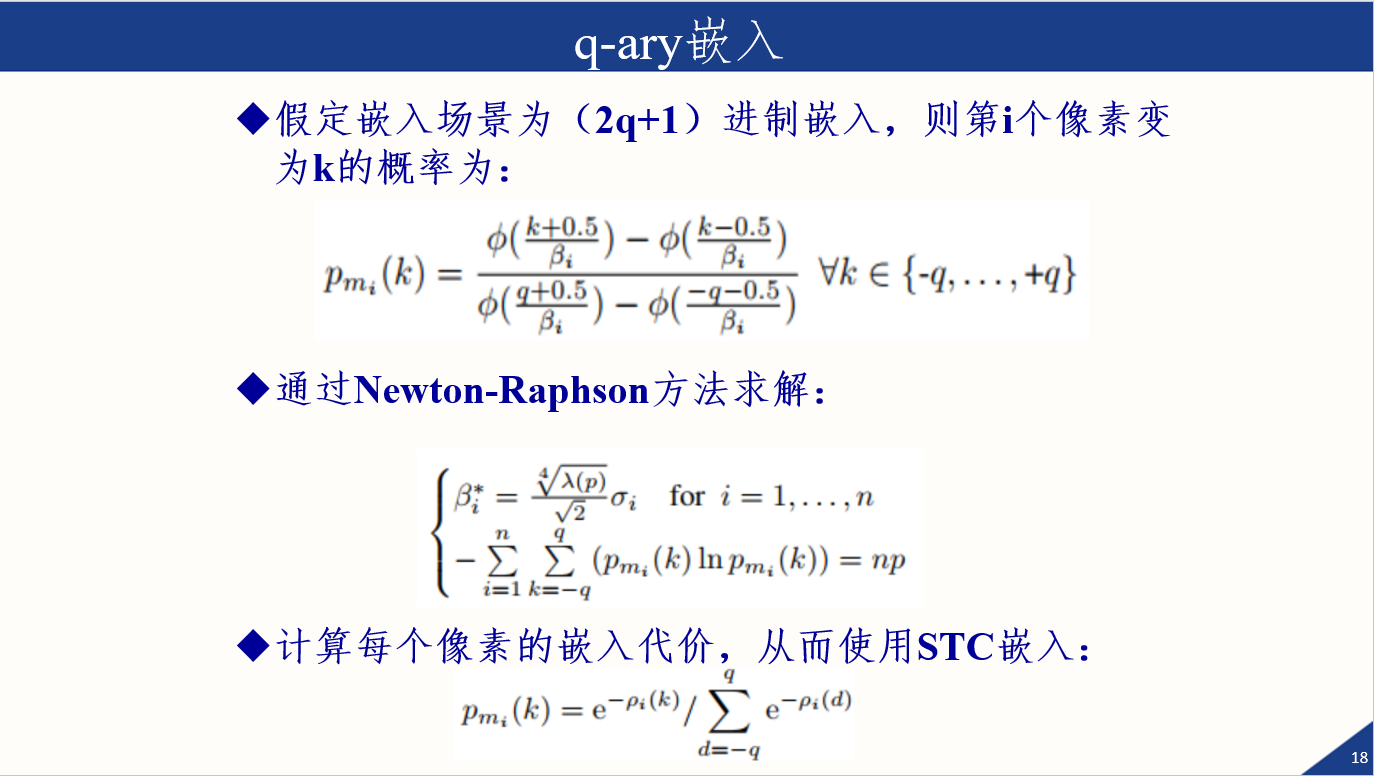 q-ary嵌入
◆假定嵌入场景为（2q+1）进制嵌入，则第i个像素变
为k的概率为：
$p_{m_i}(k) = \frac{\phi(\frac{k+0.5}{\beta_i}) - \phi(\frac{k-0.5}{\beta_i})}{\phi(\frac{q+0.5}{\beta_i}) - \phi(\frac{-q-0.5}{\beta_i})} \ \ \forall k \in \{\text{-}q, \ldots, \text{+}q\}$
◆通过Newton-Raphson方法求解：
$\begin{cases} \beta_i^* = \frac{\sqrt[4]{\lambda(p)}}{\sqrt{2}} \sigma_i \quad \text{for } i = 1, \ldots, n \\ -\sum_{i=1}^{n} \sum_{k=-q}^{q} (p_{m_i}(k) \ln p_{m_i}(k)) = np \end{cases}$
◆计算每个像素的嵌入代价，从而使用STC嵌入：
$p_{m_i}(k) = \mathrm{e}^{-\rho_i(k)} / \sum_{d=-q}^{q} \mathrm{e}^{-\rho_i(d)}$
18